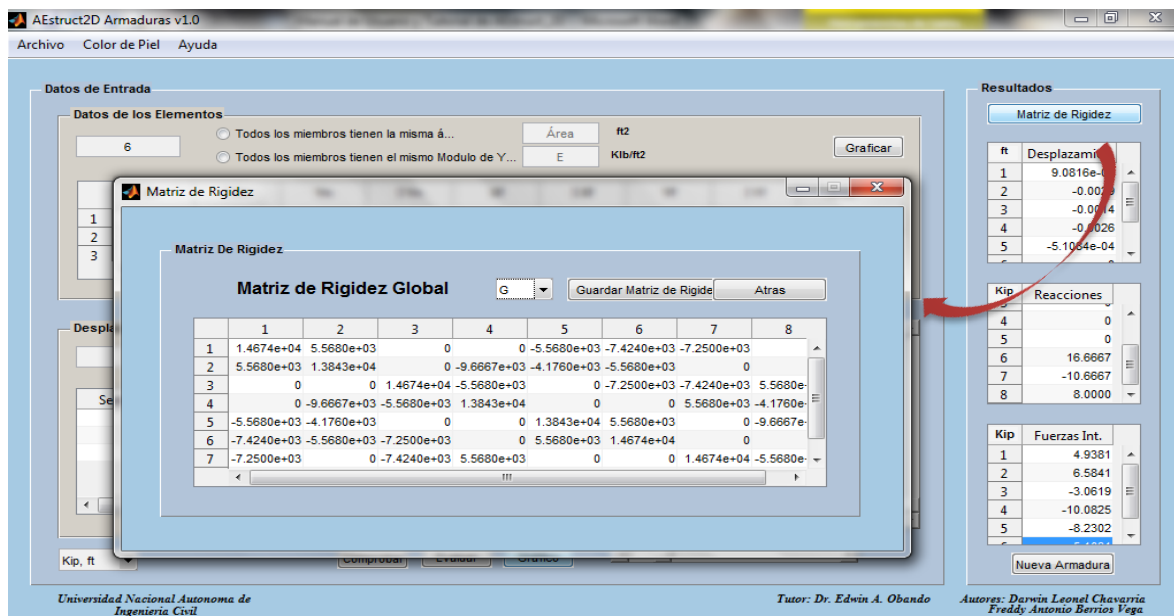 AEstruct2D Armaduras v1.0
Archivo Color de Piel Ayuda
Datos de Entrada
Datos de los Elementos
6
Todos los miembros tienen la misma á...
Área
ft2
Todos los miembros tienen el mismo Modulo de Y...
E
Klb/ft2
Graficar
1
2
3
Despla
Se
Kip, ft
Comprobar Evaluar Grafico
Matriz de Rigidez
Matriz De Rigidez
Matriz de Rigidez Global
G
Guardar Matriz de Rigide
Atras
1 2 3 4 5 6 7 8
1 1.4674e+04 5.5680e+03 0 0 -5.5680e+03 -7.4240e+03 -7.2500e+03
2 5.5680e+03 1.3843e+04 0 -9.6667e+03 -4.1760e+03 -5.5680e+03 0
3 0 0 1.4674e+04 -5.5680e+03 0 -7.2500e+03 -7.4240e+03 5.5680e-
4 0 -9.6667e+03 -5.5680e+03 1.3843e+04 0 0 5.5680e+03 -4.1760e-
5 -5.5680e+03 -4.1760e+03 0 0 1.3843e+04 5.5680e+03 0 -9.6667e-
6 -7.4240e+03 -5.5680e+03 -7.2500e+03 0 5.5680e+03 1.4674e+04 0
7 -7.2500e+03 0 -7.4240e+03 5.5680e+03 0 0 1.4674e+04 -5.5680e-
Resultados
Matriz de Rigidez
ft Desplazami
1 9.0816e-
2 -0.0029
3 -0.0014
4 -0.0026
5 -5.1064e-04
Kip Reacciones
4 0
5 0
6 16.6667
7 -10.6667
8 8.0000
Kip Fuerzas Int.
1 4.9381
2 6.5841
3 -3.0619
4 -10.0825
5 -8.2302
Nueva Armadura
Universidad Nacional Autonoma de
Ingenieria Civil
Tutor: Dr. Edwin A. Obando
Autores: Darwin Leonel Chavarria
Freddy Antonio Berrios Vega